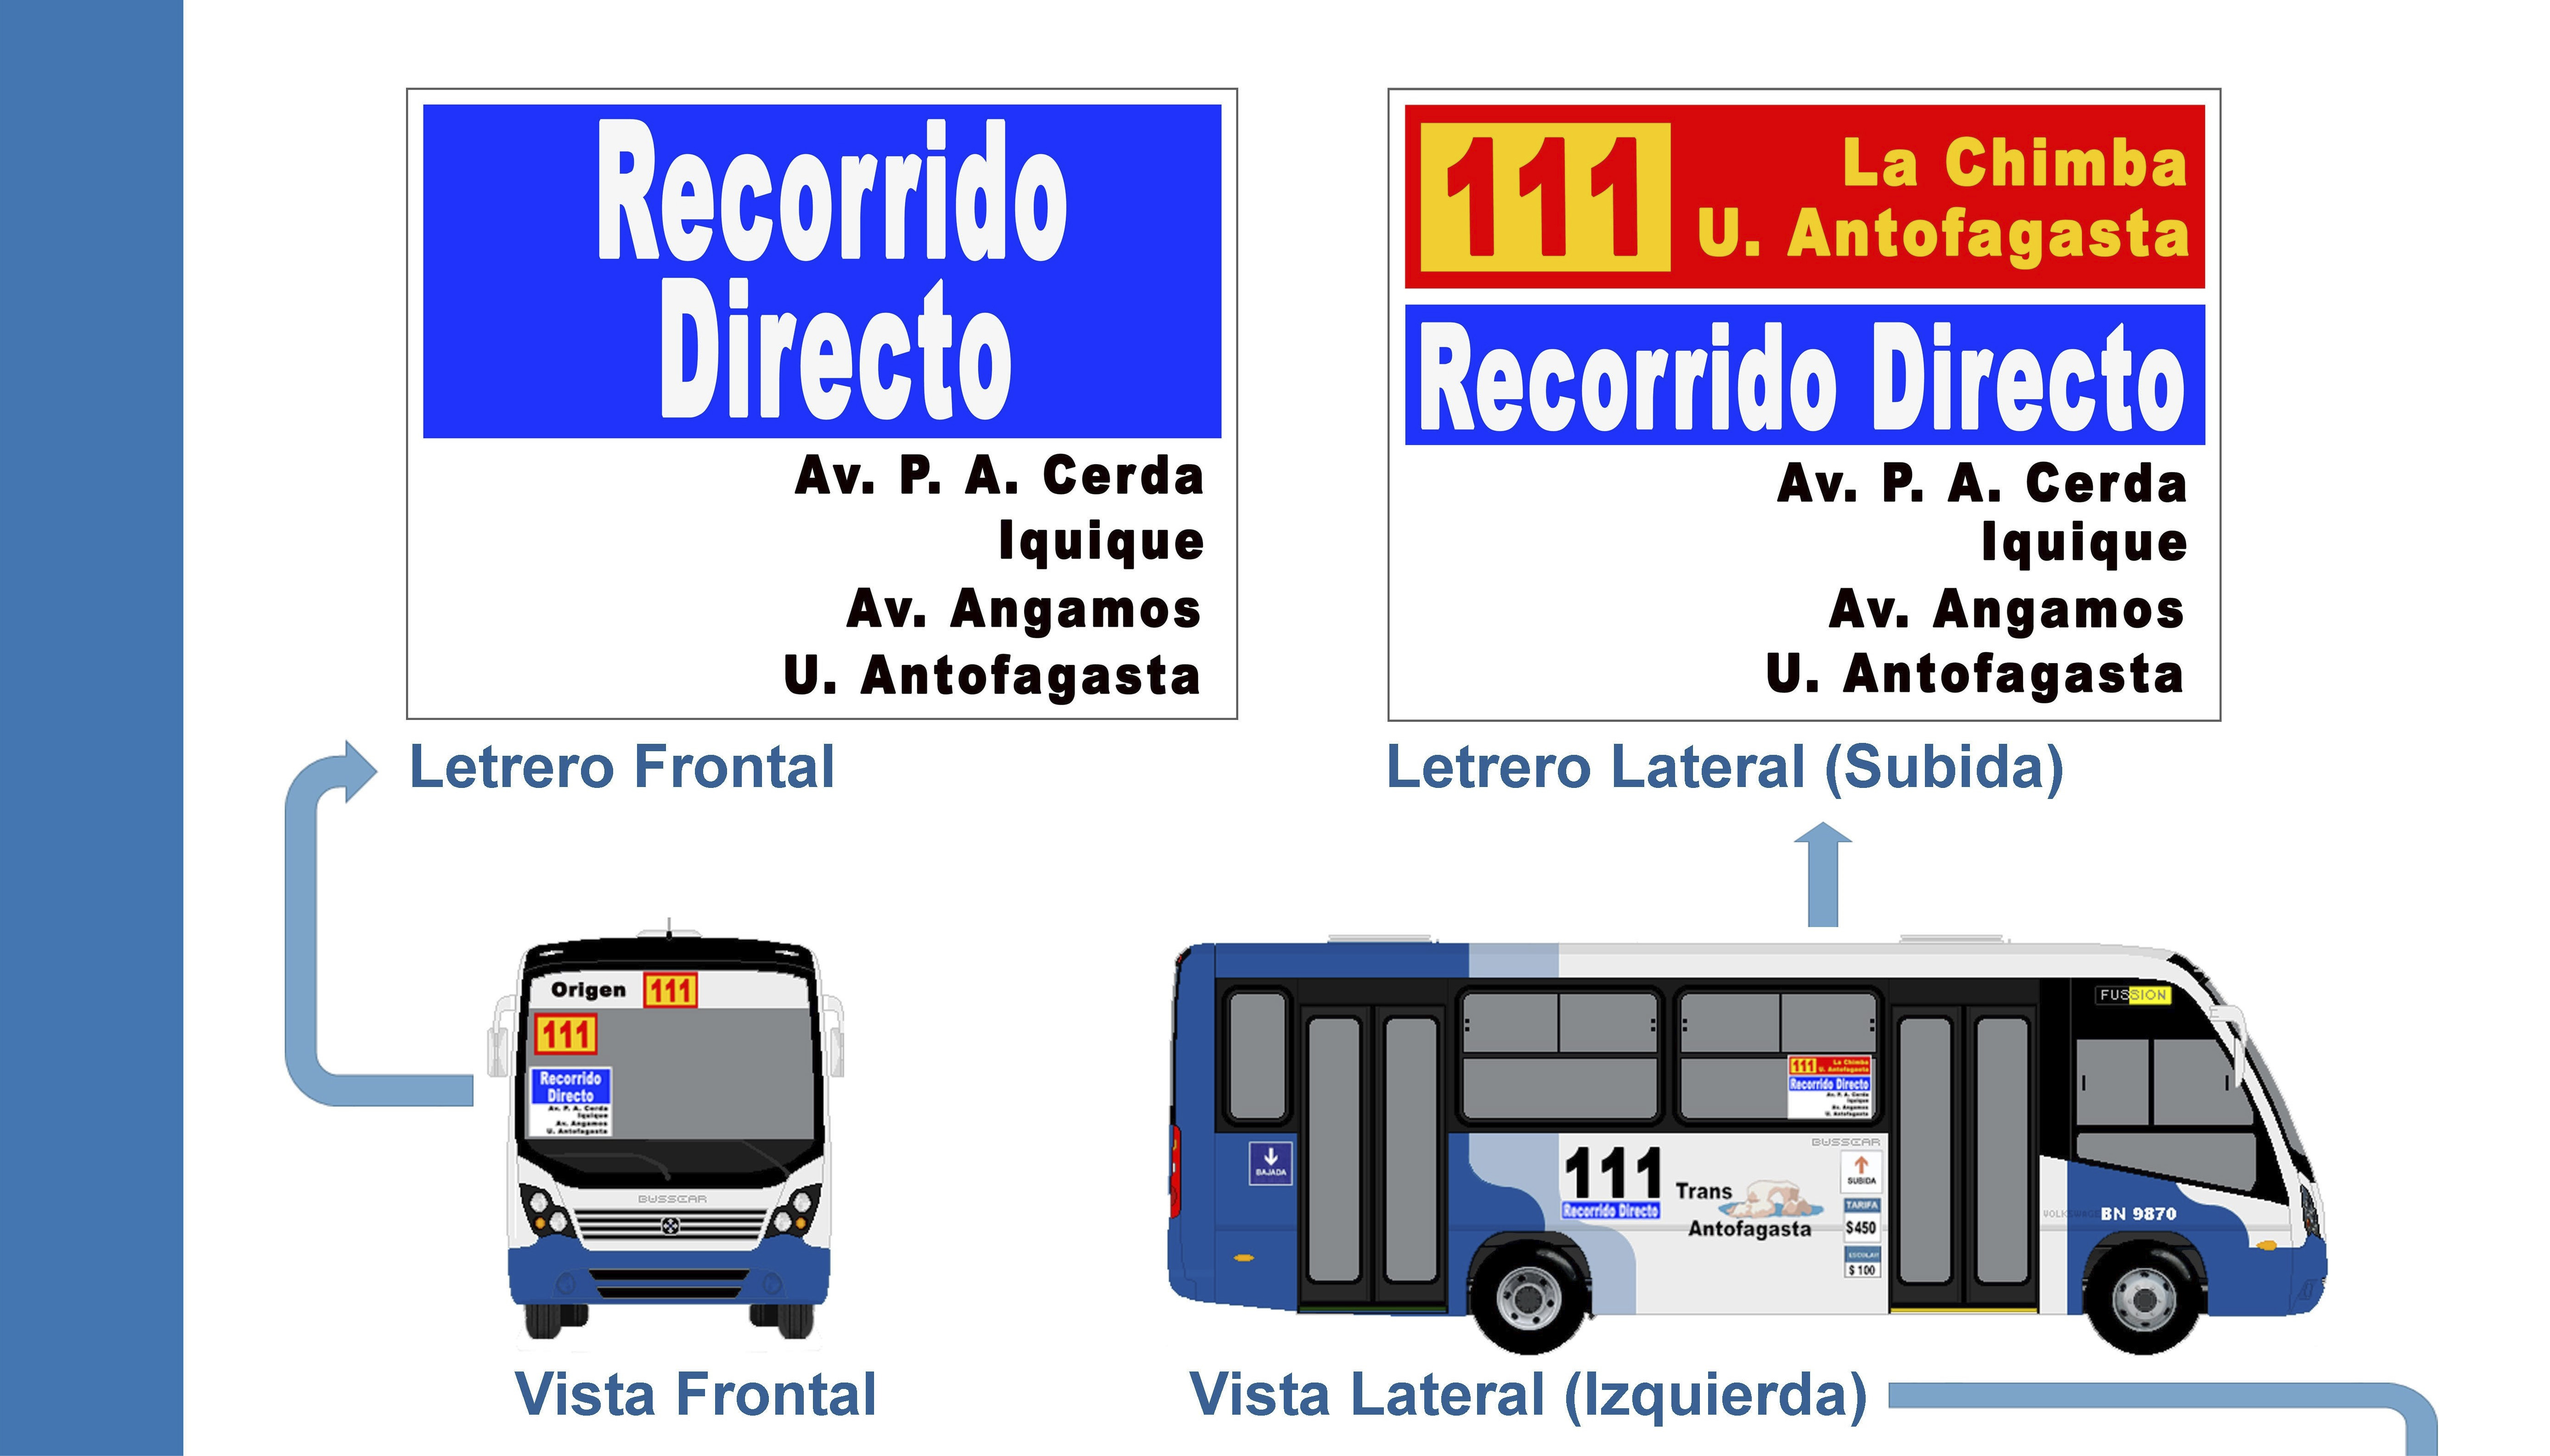 Recorrido
Directo
Av. P. A. Cerda
Iquique
Av. Angamos
U. Antofagasta
Letrero Frontal
111
La Chimba
U. Antofagasta
Recorrido Directo
Av. P. A. Cerda
Iquique
Av. Angamos
U. Antofagasta
Letrero Lateral (Subida)
Origen 111
111
Recorrido
Directo
Av. P. A. Cerda
Iquique
Av. Angamos
U. Antofagasta
BUSSCAR
Vista Frontal
FUSSION
111 La Chimba
U. Antofagasta
Recorrido Directo
Av. P. A. Cerda
Iquique
Av. Angamos
U. Antofagasta
BUSSCAR
BAJADA
111
Recorrido Directo
Trans
Antofagasta
SUBIDA
TARIFA
$450
ESCOLAR
$ 100
VOLKSWAGEN
BN 9870
Vista Lateral (Izquierda)